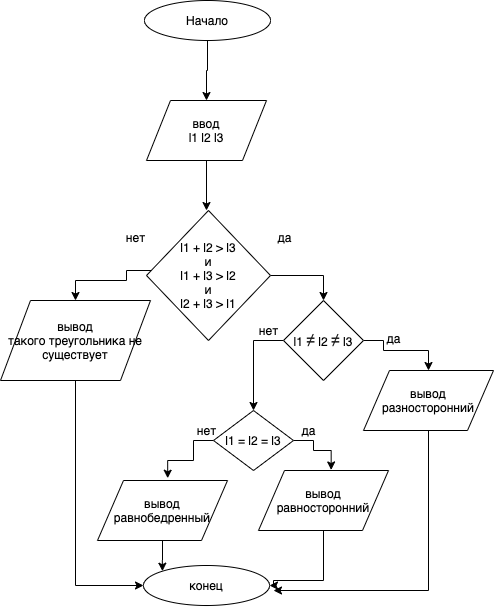 Начало
ввод
l1 l2 l3
нет
да
l1 + l2 > l3
и
l1 + l3 > l2
и
l2 + l3 > l1
вывод
такого треугольника не
существует
нет
l1 ≠ l2 ≠ l3
да
вывод
разносторонний
нет
l1 = l2 = l3
да
вывод
равнобедренный
вывод
равносторонний
конец